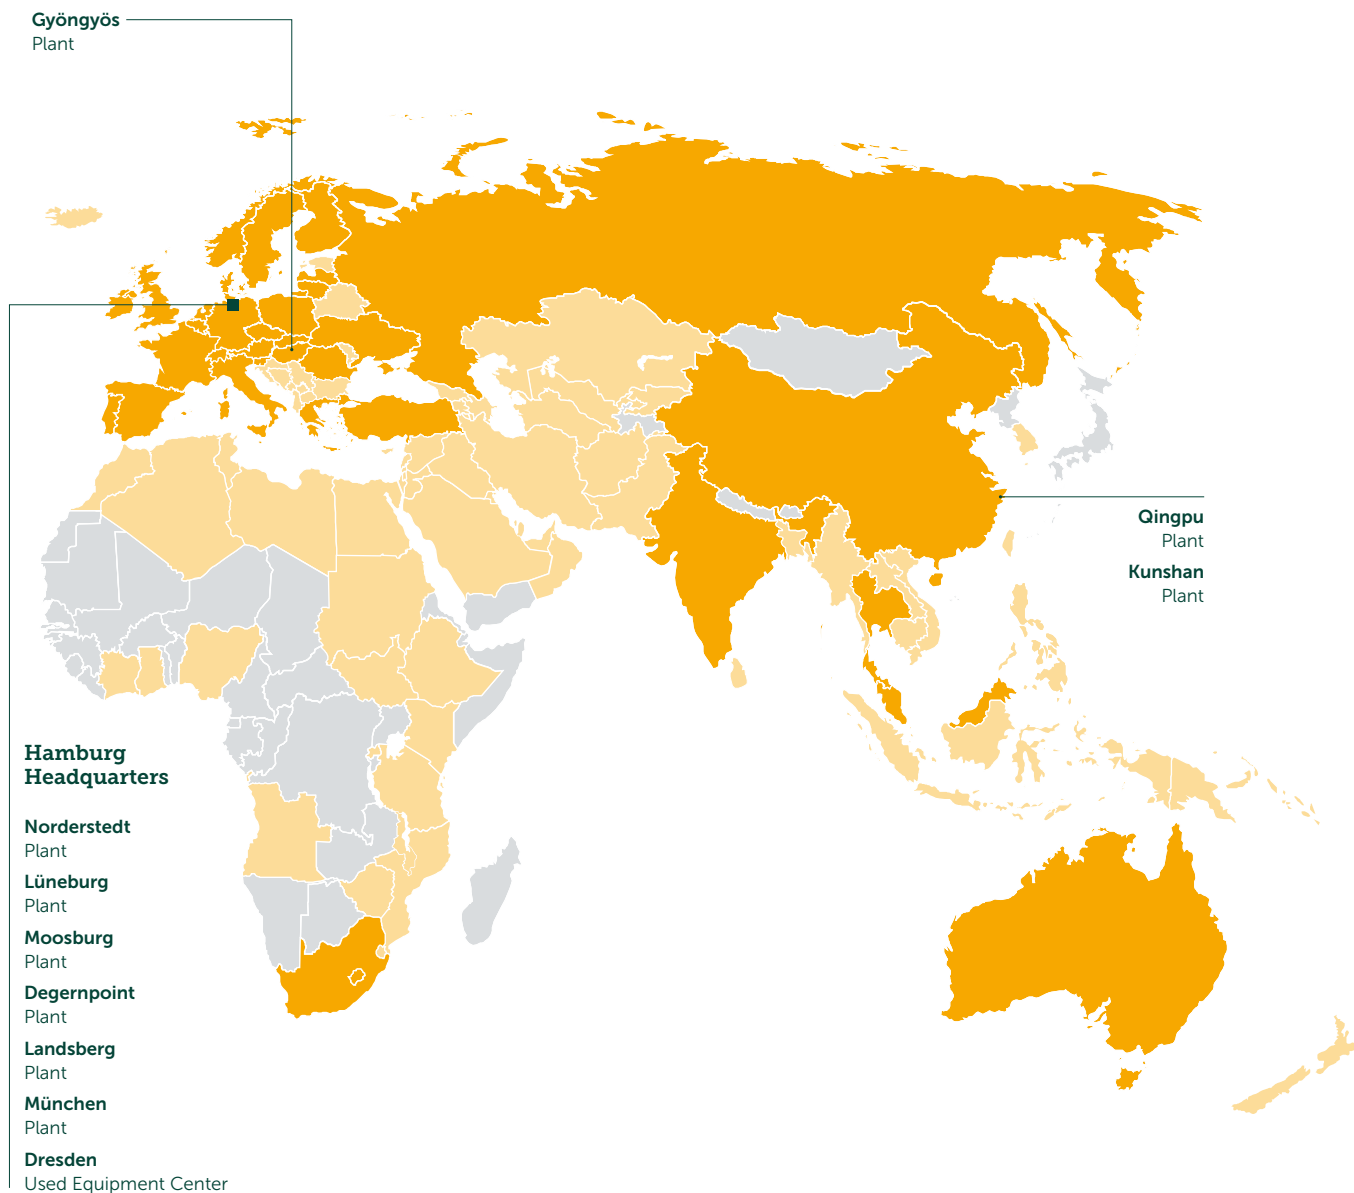 Gyöngyös
Plant
Qingpu
Plant
Kunshan
Plant
Hamburg
Headquarters
Norderstedt
Plant
Lüneburg
Plant
Moosburg
Plant
Degernpoint
Plant
Landsberg
Plant
München
Plant
Dresden
Used Equipment Center